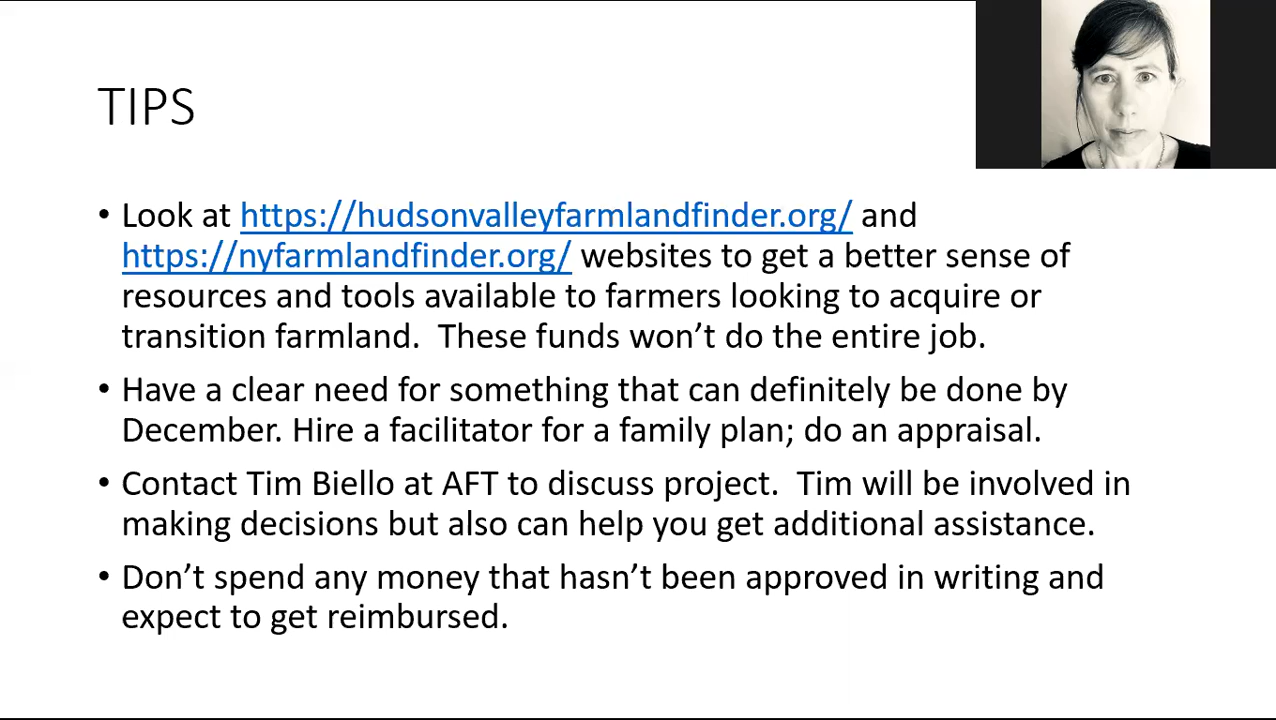 TIPS
• Look at https://hudsonvalleyfarmlandfinder.org/ and
https://nyfarmlandfinder.org/ websites to get a better sense of
resources and tools available to farmers looking to acquire or
transition farmland.  These funds won’t do the entire job.
• Have a clear need for something that can definitely be done by
December. Hire a facilitator for a family plan; do an appraisal.
• Contact Tim Biello at AFT to discuss project.  Tim will be involved in
making decisions but also can help you get additional assistance.
• Don’t spend any money that hasn’t been approved in writing and
expect to get reimbursed.